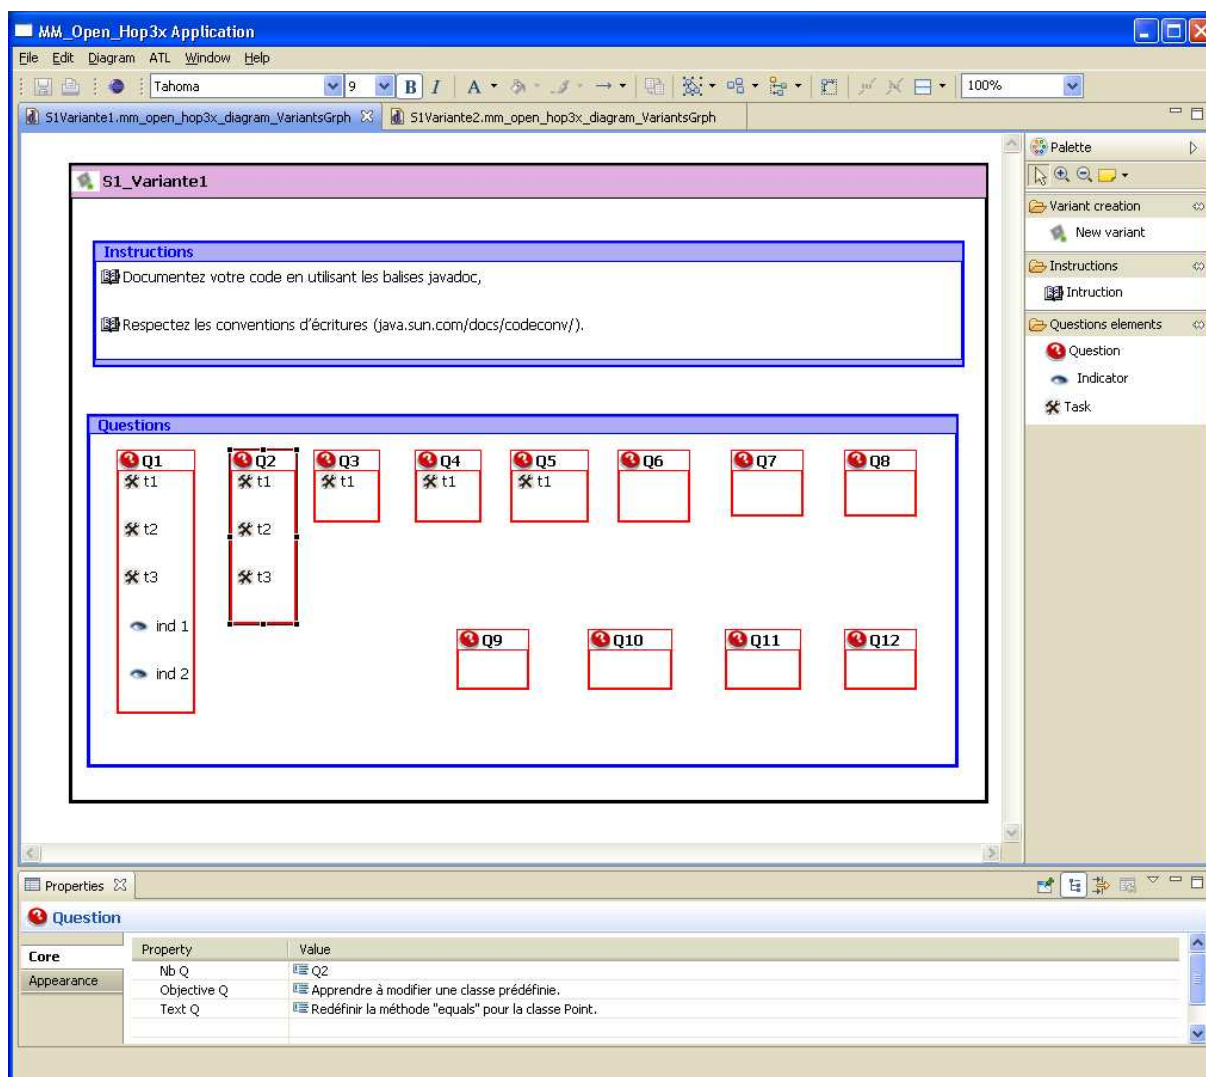 MM_Open_Hop3x Application
File Edit Diagram ATL Window Help
Tahoma 9 B I A 100%
S1Variante1.mm_open_hop3x_diagram_VariantsGrph S1Variante2.mm_open_hop3x_diagram_VariantsGrph
Palette
S1_Variante1
Variant creation
New variant
Instructions
Intruction
Questions elements
Question
Indicator
Task
Instructions
Documentez votre code en utilisant les balises javadoc,
Respectez les conventions d'écritures (java.sun.com/docs/codeconv/).
Questions
Q1 Q2 Q3 Q4 Q5 Q6 Q7 Q8
t1 t1 t1 t1 t1
t2 t2
t3 t3
ind 1
Q9 Q10 Q11 Q12
ind 2
Properties
Question
Core
Appearance
Property Value
Nb Q Q2
Objective Q Apprendre à modifier une classe prédéfinie.
Text Q Redéfinir la méthode "equals" pour la classe Point.